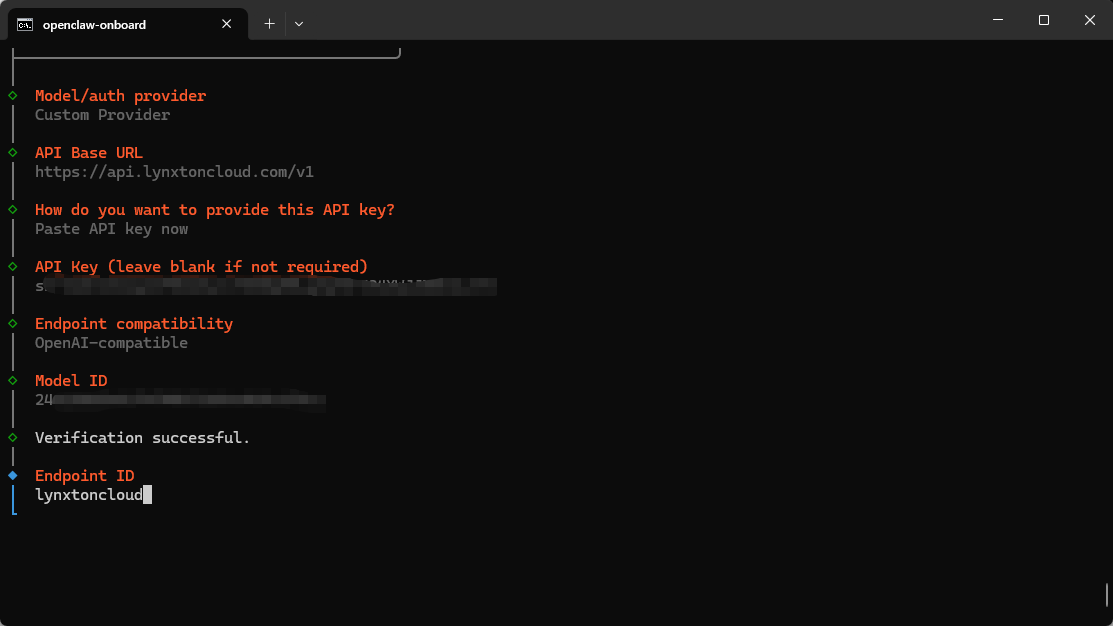 openclaw-onboard
Model/auth provider
Custom Provider
API Base URL
https://api.lynxtoncloud.com/v1
How do you want to provide this API key?
Paste API key now
API Key (leave blank if not required)
Endpoint compatibility
OpenAI-compatible
Model ID
Verification successful.
Endpoint ID
lynxtoncloud